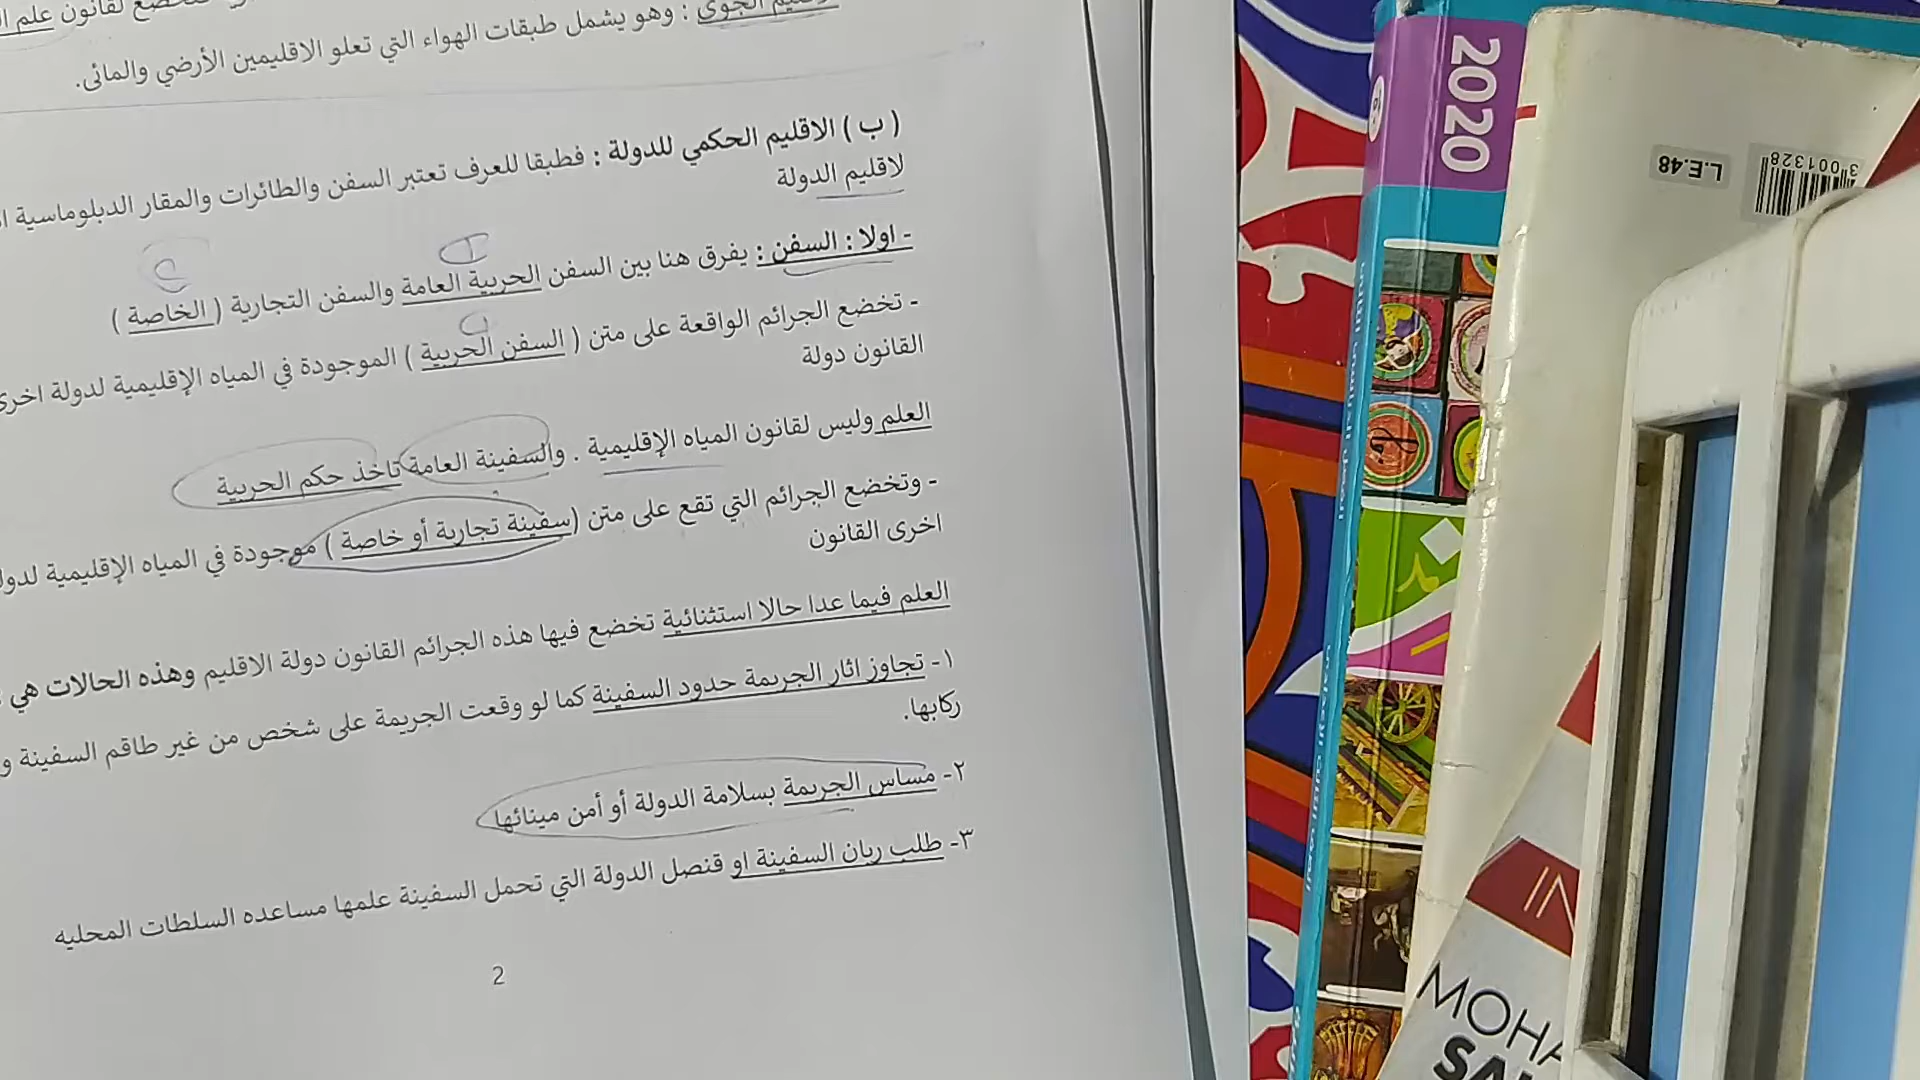 لقانون علم
الجوي : وهو يشمل طبقات الهواء التي تعلو الاقليمين الأرضي والمائى.
( ب ) الاقليم الحكمي للدولة : فطبقا للعرف تعتبر السفن والطائرات والمقار الدبلوماسية
لاقليم الدولة
- اولا : السفن : يفرق هنا بين السفن الحربية العامة والسفن التجارية ( الخاصة )
- تخضع الجرائم الواقعة على متن ( السفن الحربية ) الموجودة في المياه الإقليمية لدولة اخرى
القانون دولة
العلم وليس لقانون المياه الإقليمية . والسفينة العامة تاخذ حكم الحربية
- وتخضع الجرائم التي تقع على متن (سفينة تجارية أو خاصة ) موجودة في المياه الإقليمية
اخرى القانون
العلم فيما عدا حالا استثنائية تخضع فيها هذه الجرائم القانون دولة الاقليم وهذه الحالات هي
١- تجاوز اثار الجريمة حدود السفينة كما لو وقعت الجريمة على شخص من غير طاقم السفينة
ركابها.
٢- مساس الجريمة بسلامة الدولة أو أمن مينائها
٣- طلب ربان السفينة او قنصل الدولة التي تحمل السفينة علمها مساعده السلطات المحليه
2
2020
L.E.48
3 001328
MOHA